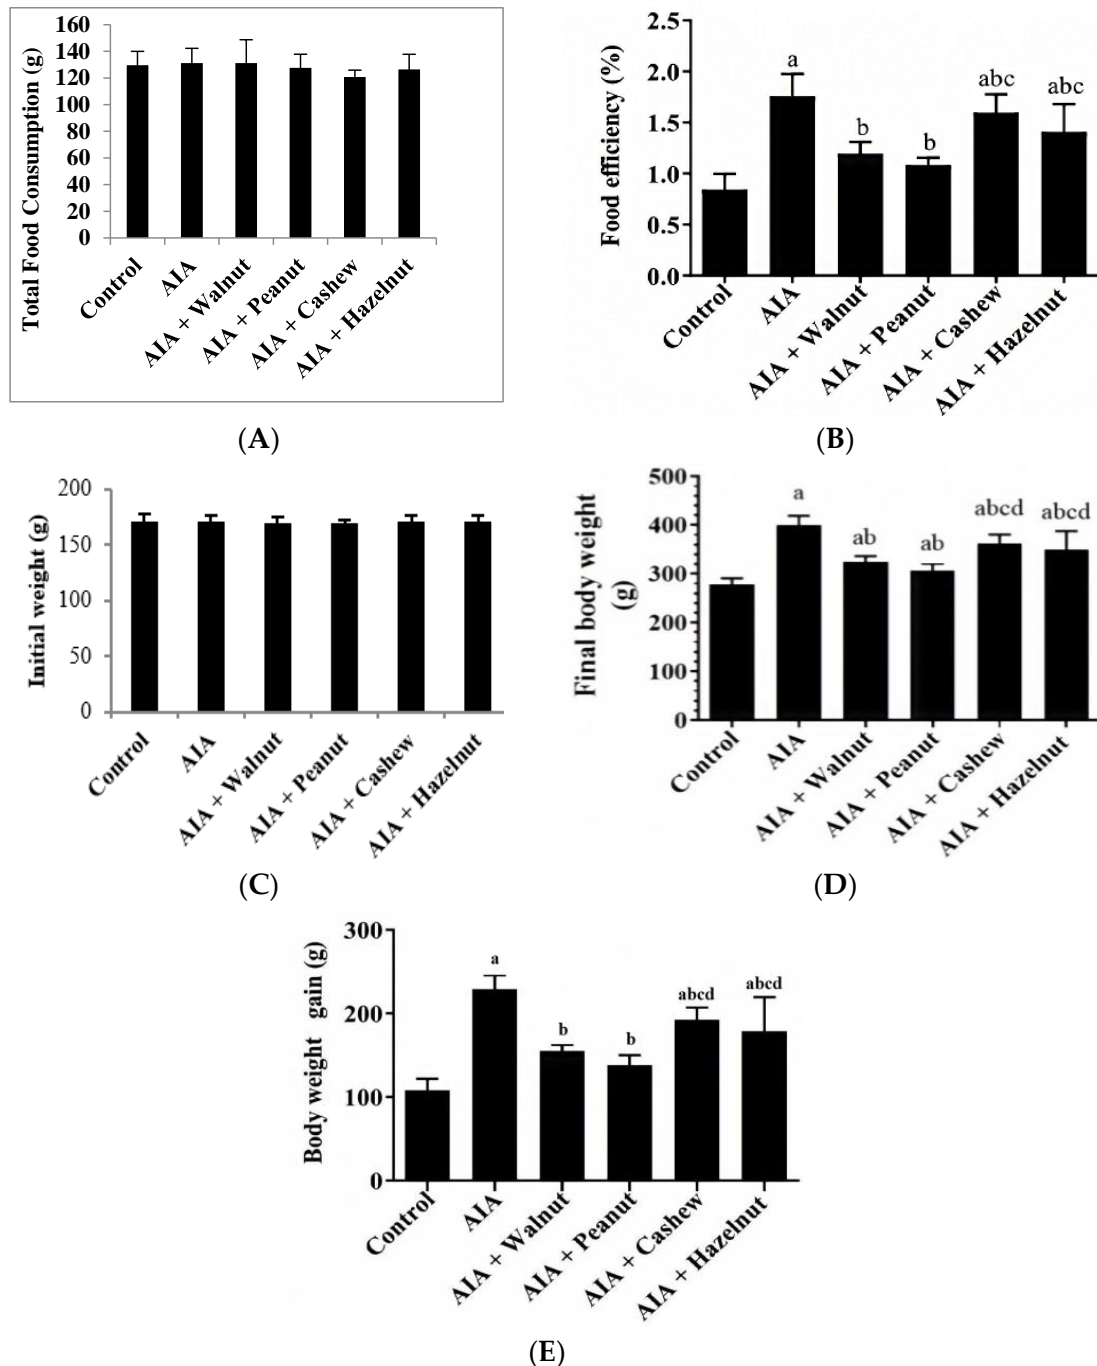 Total Food Consumption (g)
160
140
120
100
80
60
40
20
0
Control
AIA
AIA + Walnut
AIA + Peanut
AIA + Cashew
AIA + Hazelnut
(A)
Food efficiency (%)
2.5
2.0
1.5
1.0
0.5
0.0
a
b
b
abc
abc
Control
AIA
AIA + Walnut
AIA + Peanut
AIA + Cashew
AIA + Hazelnut
(B)
Initial weight (g)
200
150
100
50
0
Control
AIA
AIA + Walnut
AIA + Peanut
AIA + Cashew
AIA + Hazelnut
(C)
Final body weight
(g)
500
400
300
200
100
0
a
ab
ab
abcd
abcd
Control
AIA
AIA + Walnut
AIA + Peanut
AIA + Cashew
AIA + Hazelnut
(D)
Body weight gain (g)
300
200
100
0
a
b
b
abcd
abcd
Control
AIA
AIA + Walnut
AIA + Peanut
AIA + Cashew
AIA + Hazelnut
(E)